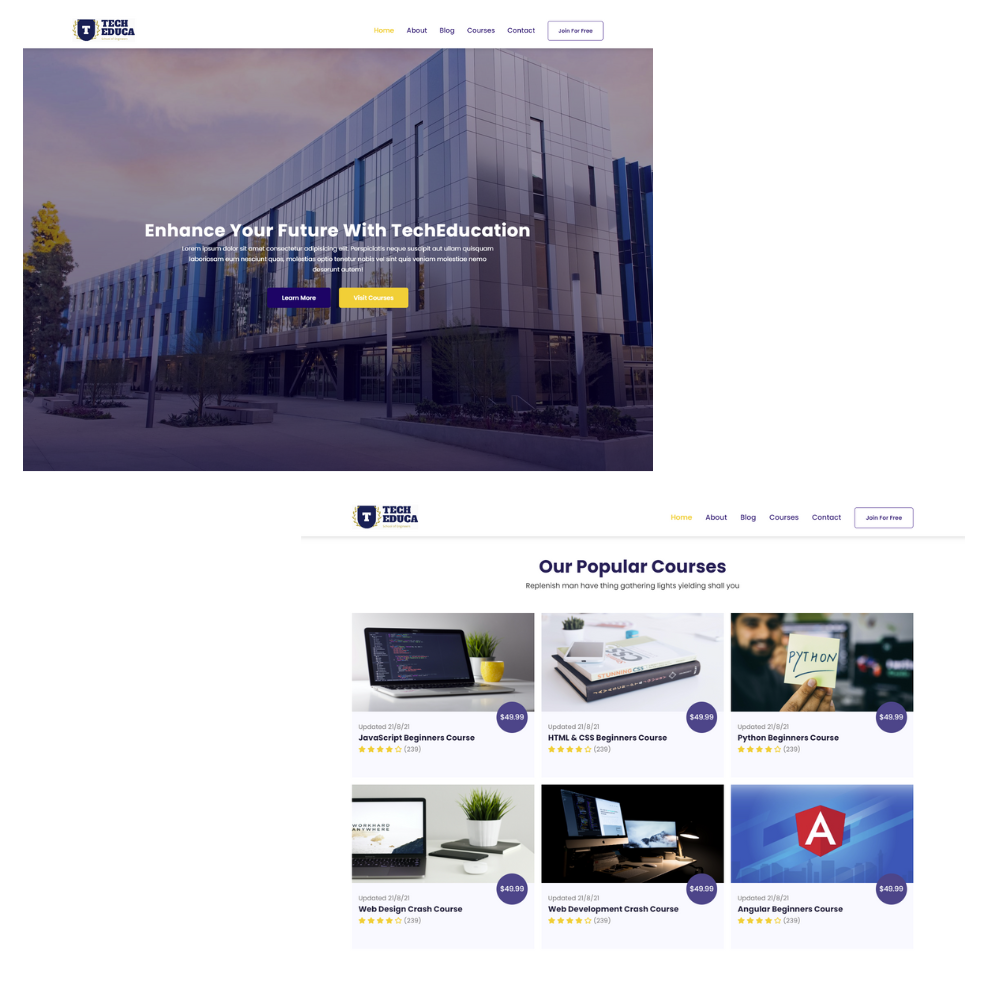 TECH
EDUCA
Home About Blog Courses Contact Join For Free
Enhance Your Future With TechEducation
Lorem ipsum dolor sit amet consectetur adipisicing elit. Perspiciatis neque suscipit aut ullam quisquam
laboriosam eum nesciunt quos, molestias optio tenetur nobis vel sint quis veniam molestiae nemo
deserunt autem!
Learn More Visit Courses
TECH
EDUCA
Home About Blog Courses Contact Join For Free
Our Popular Courses
Replenish man have thing gathering lights yielding shall you
STUNNING CSS
PYTHON
$49.99 $49.99 $49.99
Updated 21/8/21 Updated 21/8/21 Updated 21/8/21
JavaScript Beginners Course HTML & CSS Beginners Course Python Beginners Course
(239) (239) (239)
WORKHARD
ANYWHERE
A
$49.99 $49.99 $49.99
Updated 21/8/21 Updated 21/8/21 Updated 21/8/21
Web Design Crash Course Web Development Crash Course Angular Beginners Course
(239) (239) (239)